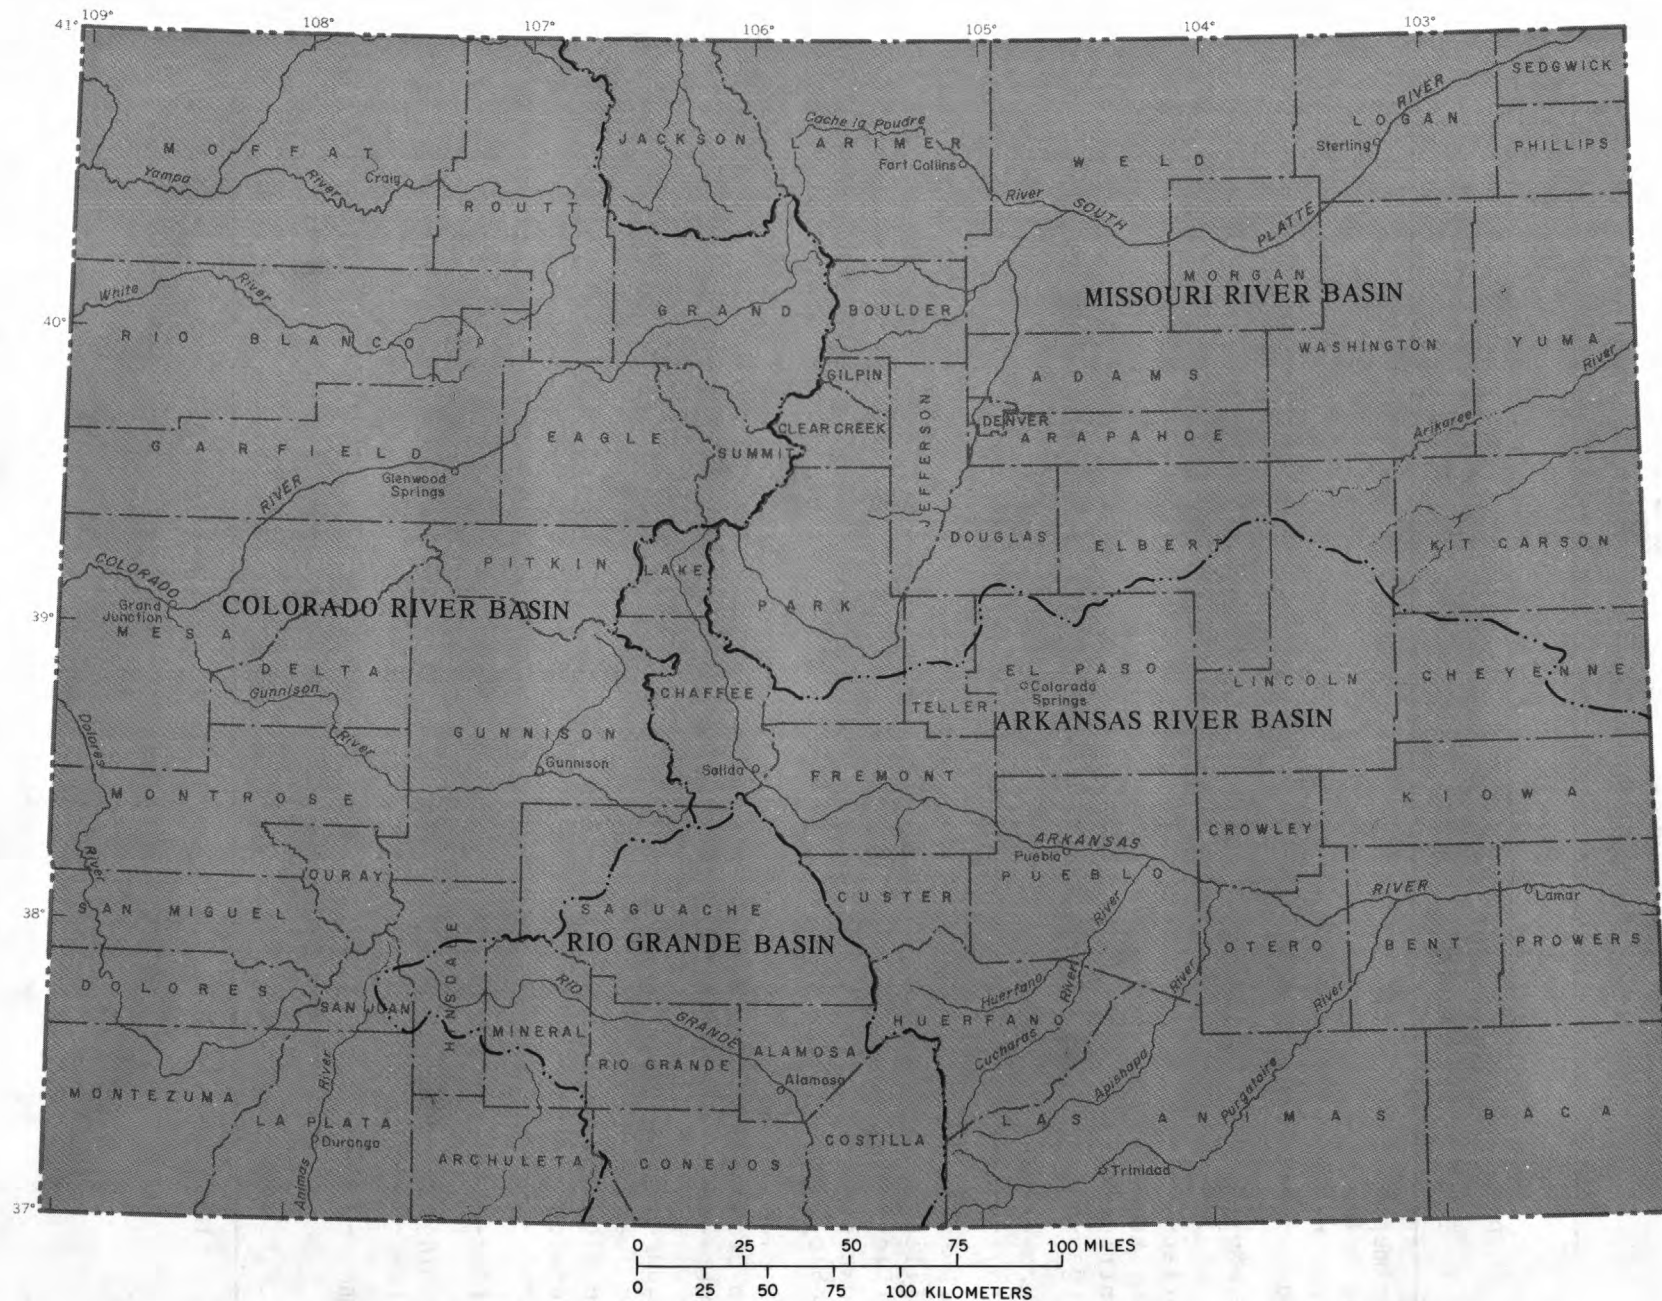 41° 109° 108° 107° 106° 105° 104° 103°
SEDGWICK
RIVER
LOGAN
Cache la Poudre
JACKSON
LARIMER
Sterling
PHILLIPS
MOFFAT
Fort Collins
WELD
Yampa
River
Craig
ROUTT
River
SOUTH
PLATTE
MORGAN
White
River
MISSOURI RIVER BASIN
GRAND
BOULDER
40°
RIO BLANCO
WASHINGTON
YUMA
River
GILPIN
ADAMS
JEFFERSON
DENVER
CLEAR CREEK
Arikaree
GARFIELD
EAGLE
ARAPAHOE
SUMMIT
Glenwood
Springs
RIVER
DOUGLAS
ELBERT
KIT CARSON
COLORADO
PITKIN
LAKE
Grand
Junction
COLORADO RIVER BASIN
PARK
39°
MESA
DELTA
EL PASO
LINCOLN
CHEYENNE
Gunnison
CHAFFEE
Colorado
Springs
TELLER
ARKANSAS RIVER BASIN
Dolores
River
GUNNISON
Gunnison
Salida
FREMONT
MONTROSE
KIOWA
CROWLEY
ARKANSAS
River
Pueblo
PUEBLO
OURAY
RIVER
Lamar
CUSTER
38°
SAN MIGUEL
SAGUACHE
River
HINSDALE
RIO GRANDE BASIN
OTERO
BENT
PROWERS
DOLORES
RIO
Huerfano
River
River
River
SAN JUAN
GRANDE
HUERFANO
MINERAL
ALAMOSA
Cucharas
RIO GRANDE
Apishapa
Purgatoire
River
Alamosa
MONTEZUMA
LA PLATA
LAS ANIMAS
BACA
Durango
COSTILLA
ARCHULETA
CONEJOS
Trinidad
Animas
37°
0 25 50 75 100 MILES
0 25 50 75 100 KILOMETERS